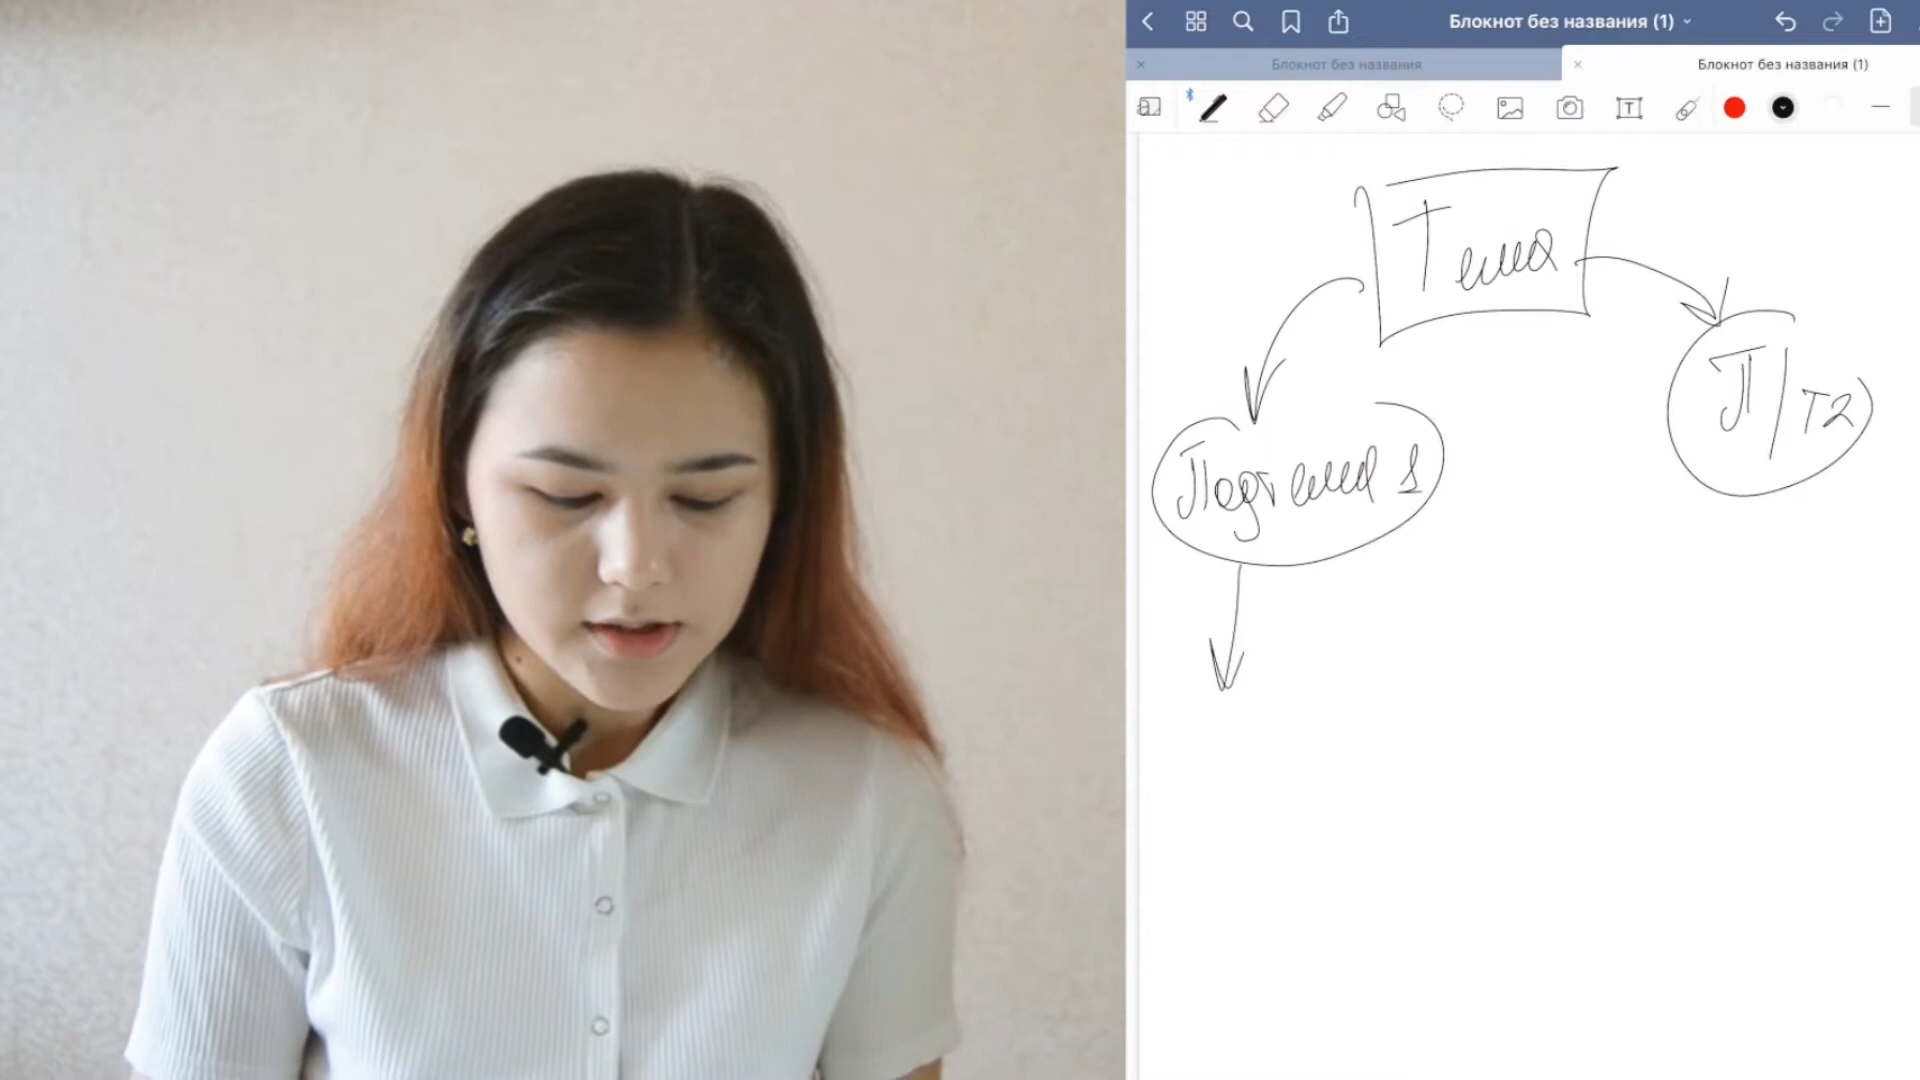 Блокнот без названия (1)
Блокнот без названия
Блокнот без названия (1)
T
Тема
П/т2
Подтема 1